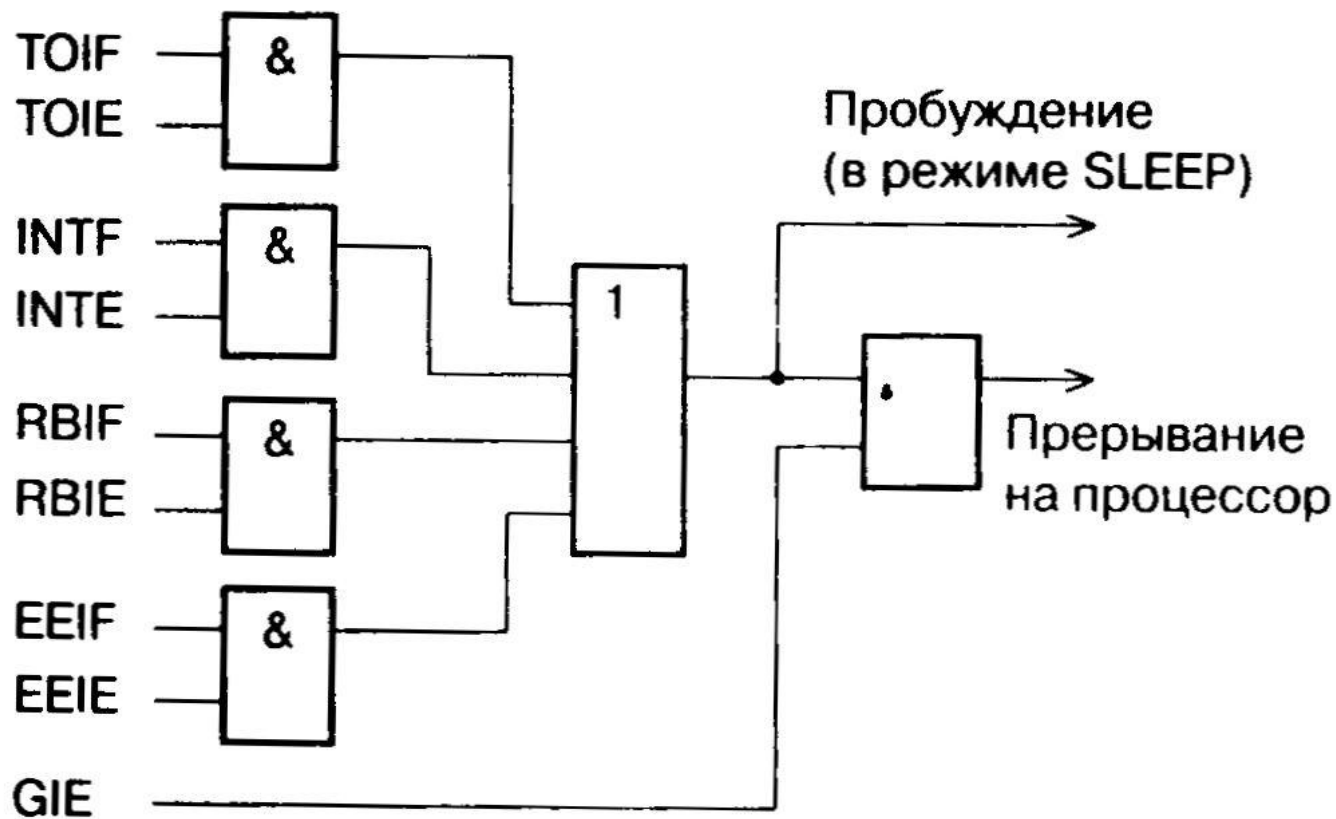 TOIF
&
TOIE
INTF
&
INTE
RBIF
&
RBIE
EEIF
&
EEIE
GIE
1
Пробуждение
(в режиме SLEEP)
Прерывание
на процессор